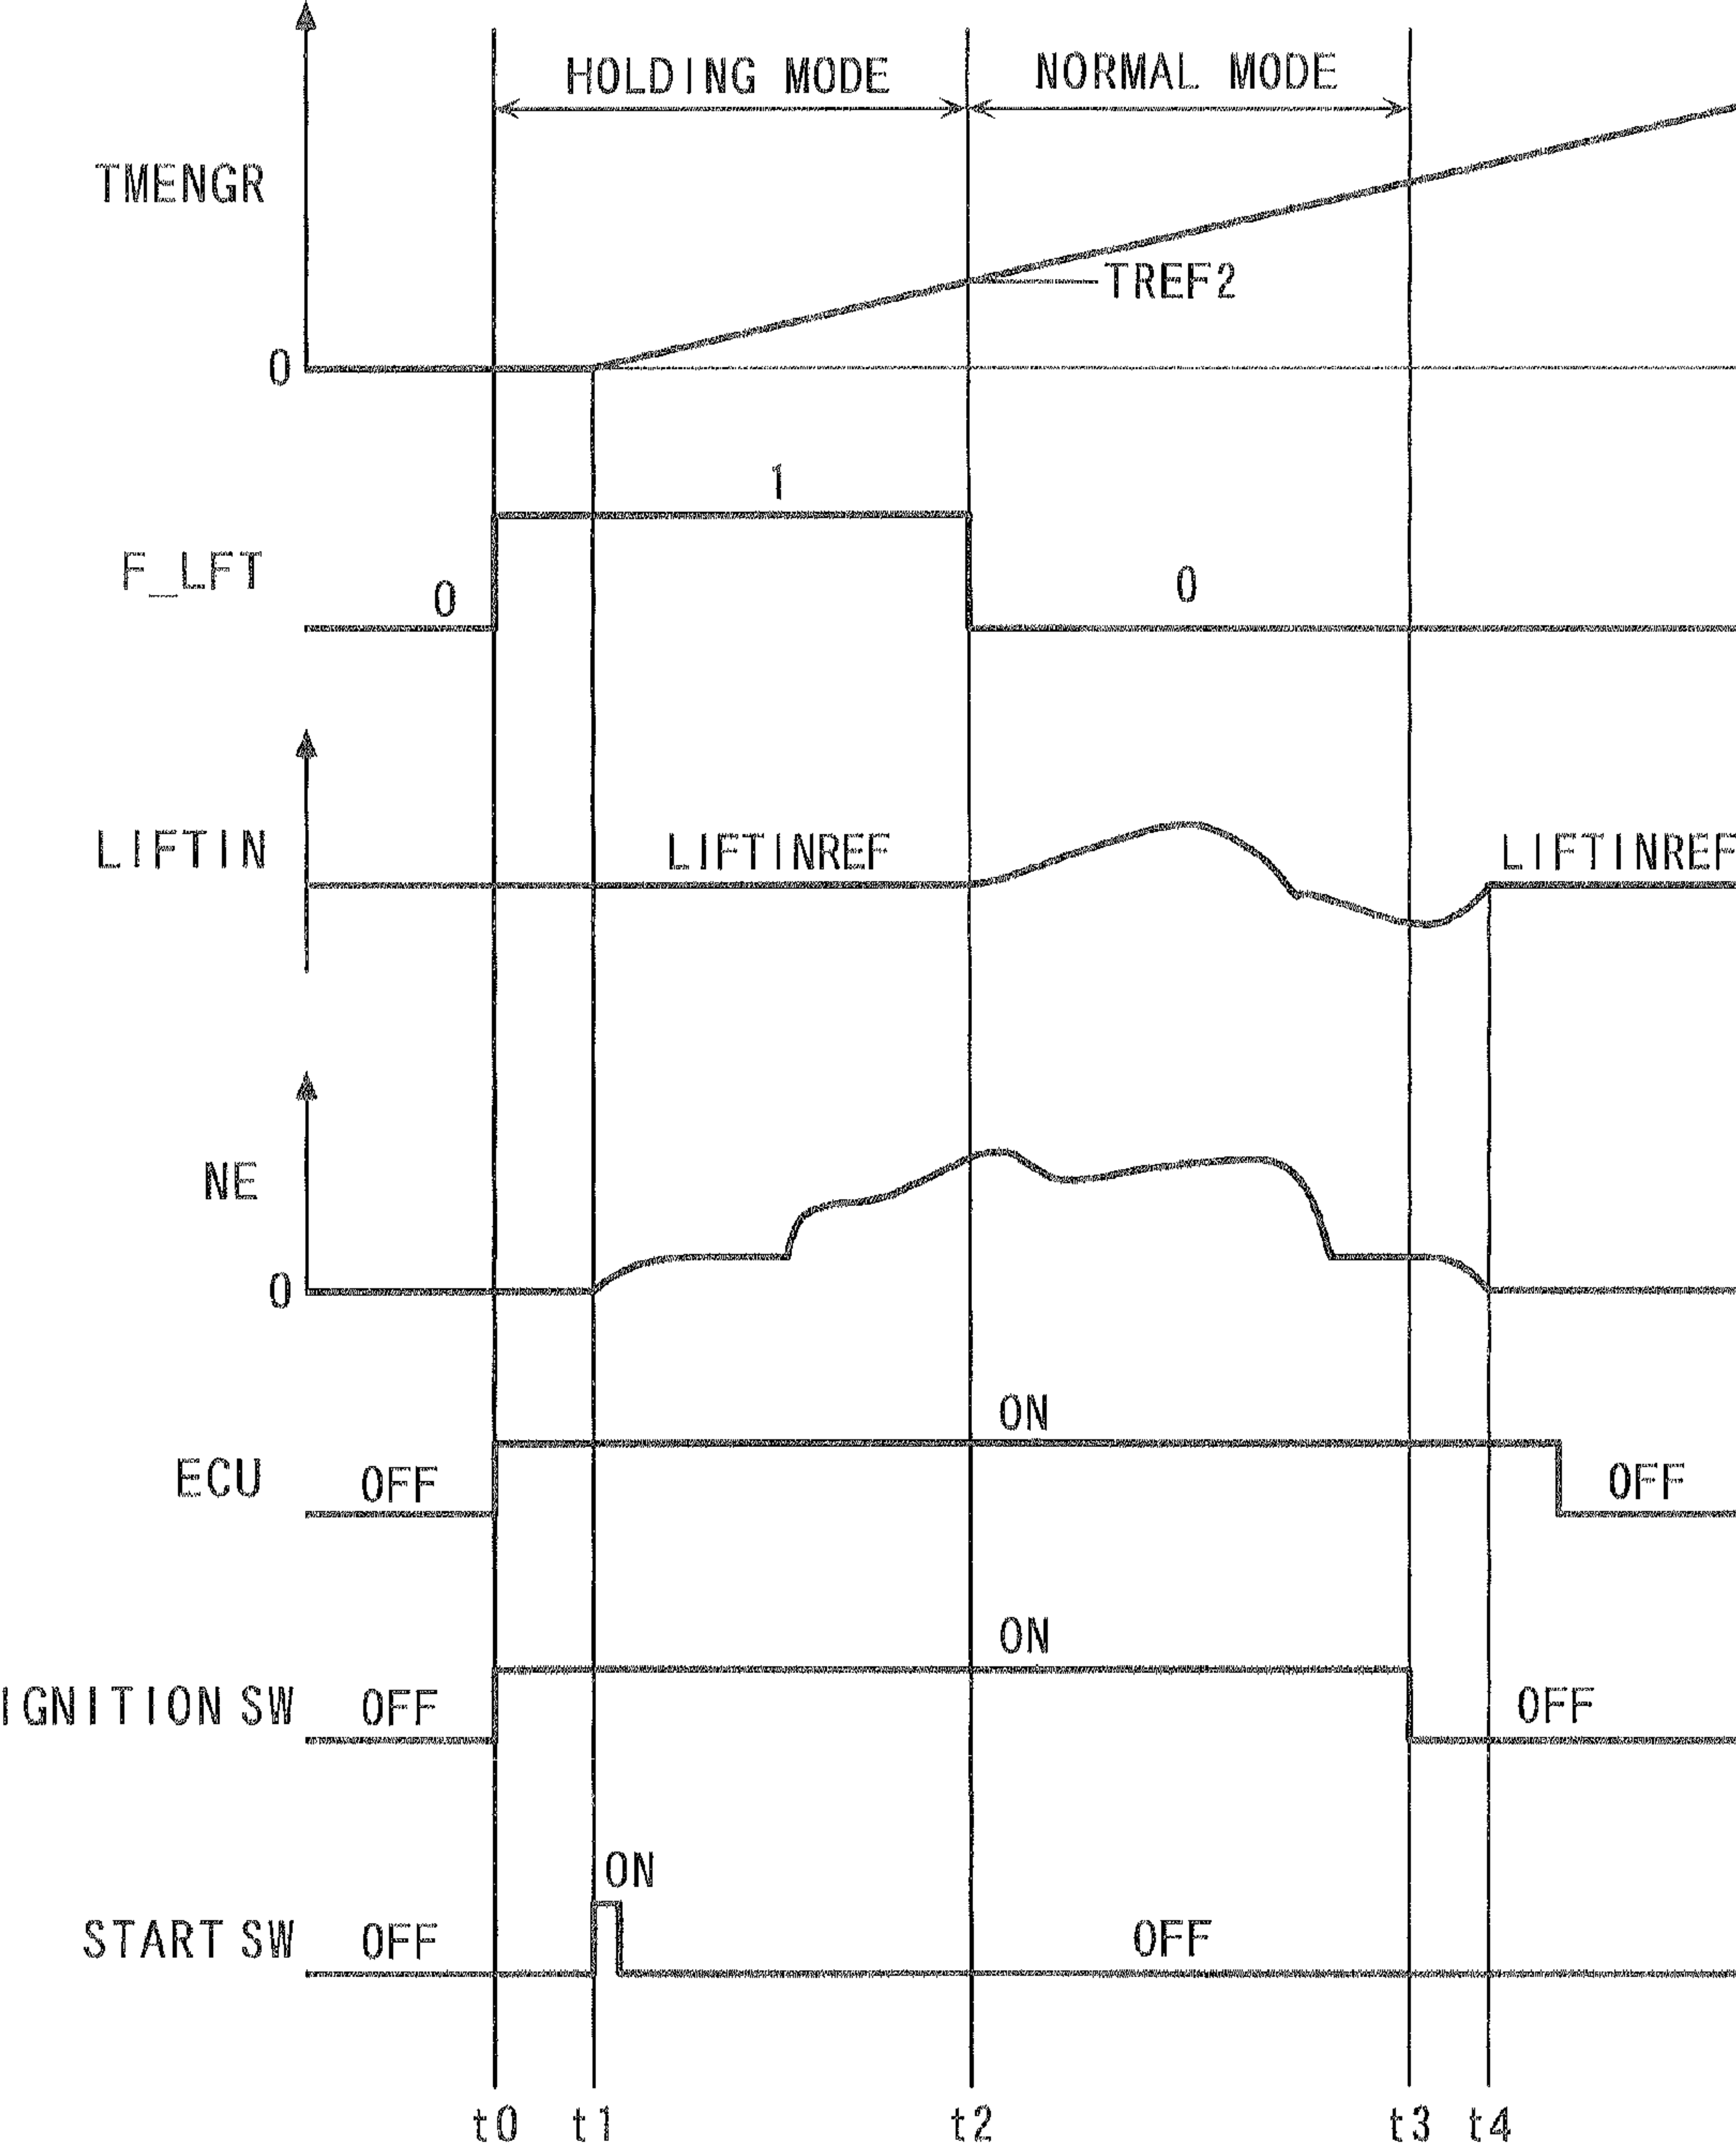 HOLDING MODE
NORMAL MODE
TMENGR
TREF2
0
1
F_LFT
0
0
LIFTIN
LIFTINREF
LIFTINREF
NE
0
ON
ECU
OFF
OFF
ON
IGNITION SW
OFF
OFF
ON
START SW
OFF
OFF
t0
t1
t2
t3
t4